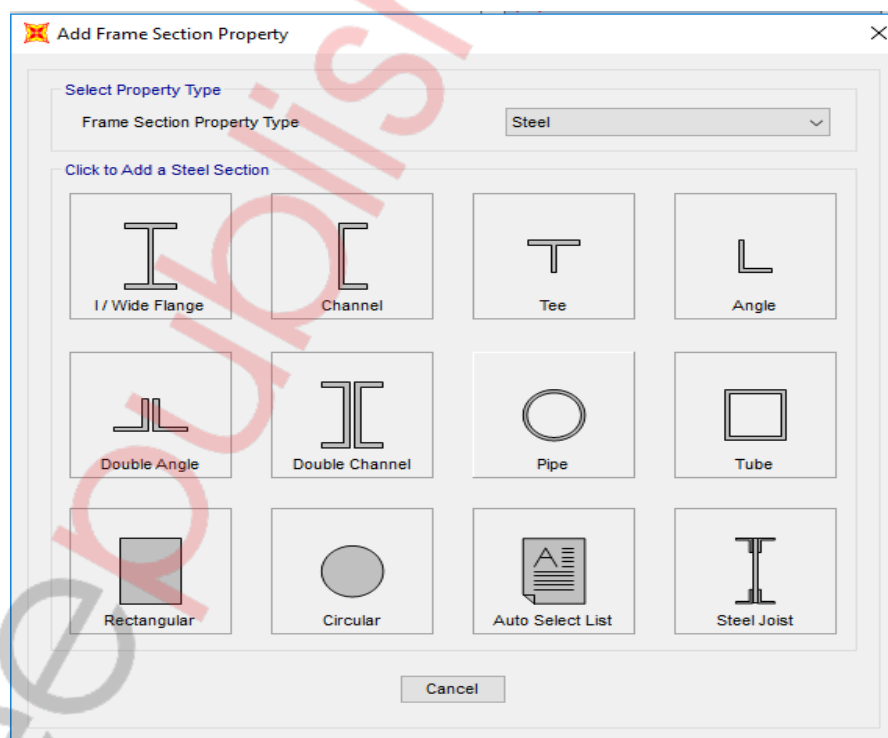 Add Frame Section Property
Select Property Type
Frame Section Property Type
Steel
Click to Add a Steel Section
I / Wide Flange
Channel
Tee
Angle
Double Angle
Double Channel
Pipe
Tube
Rectangular
Circular
A
Auto Select List
Steel Joist
Cancel
epublish